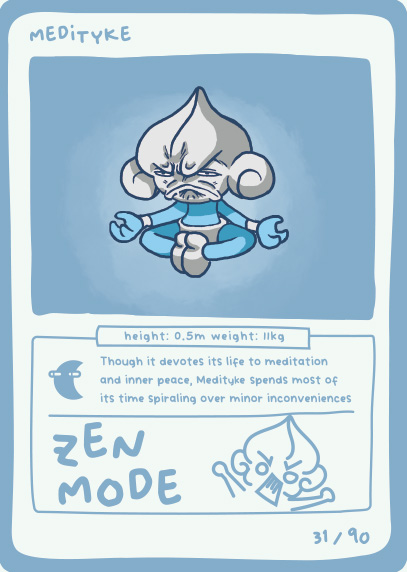 MEDiTYKE
height: 0.5m weight: 11kg
Though it devotes its life to meditation
and inner peace, Medityke spends most of
its time spiraling over minor inconveniences
ZEN
MODE
31 / 90